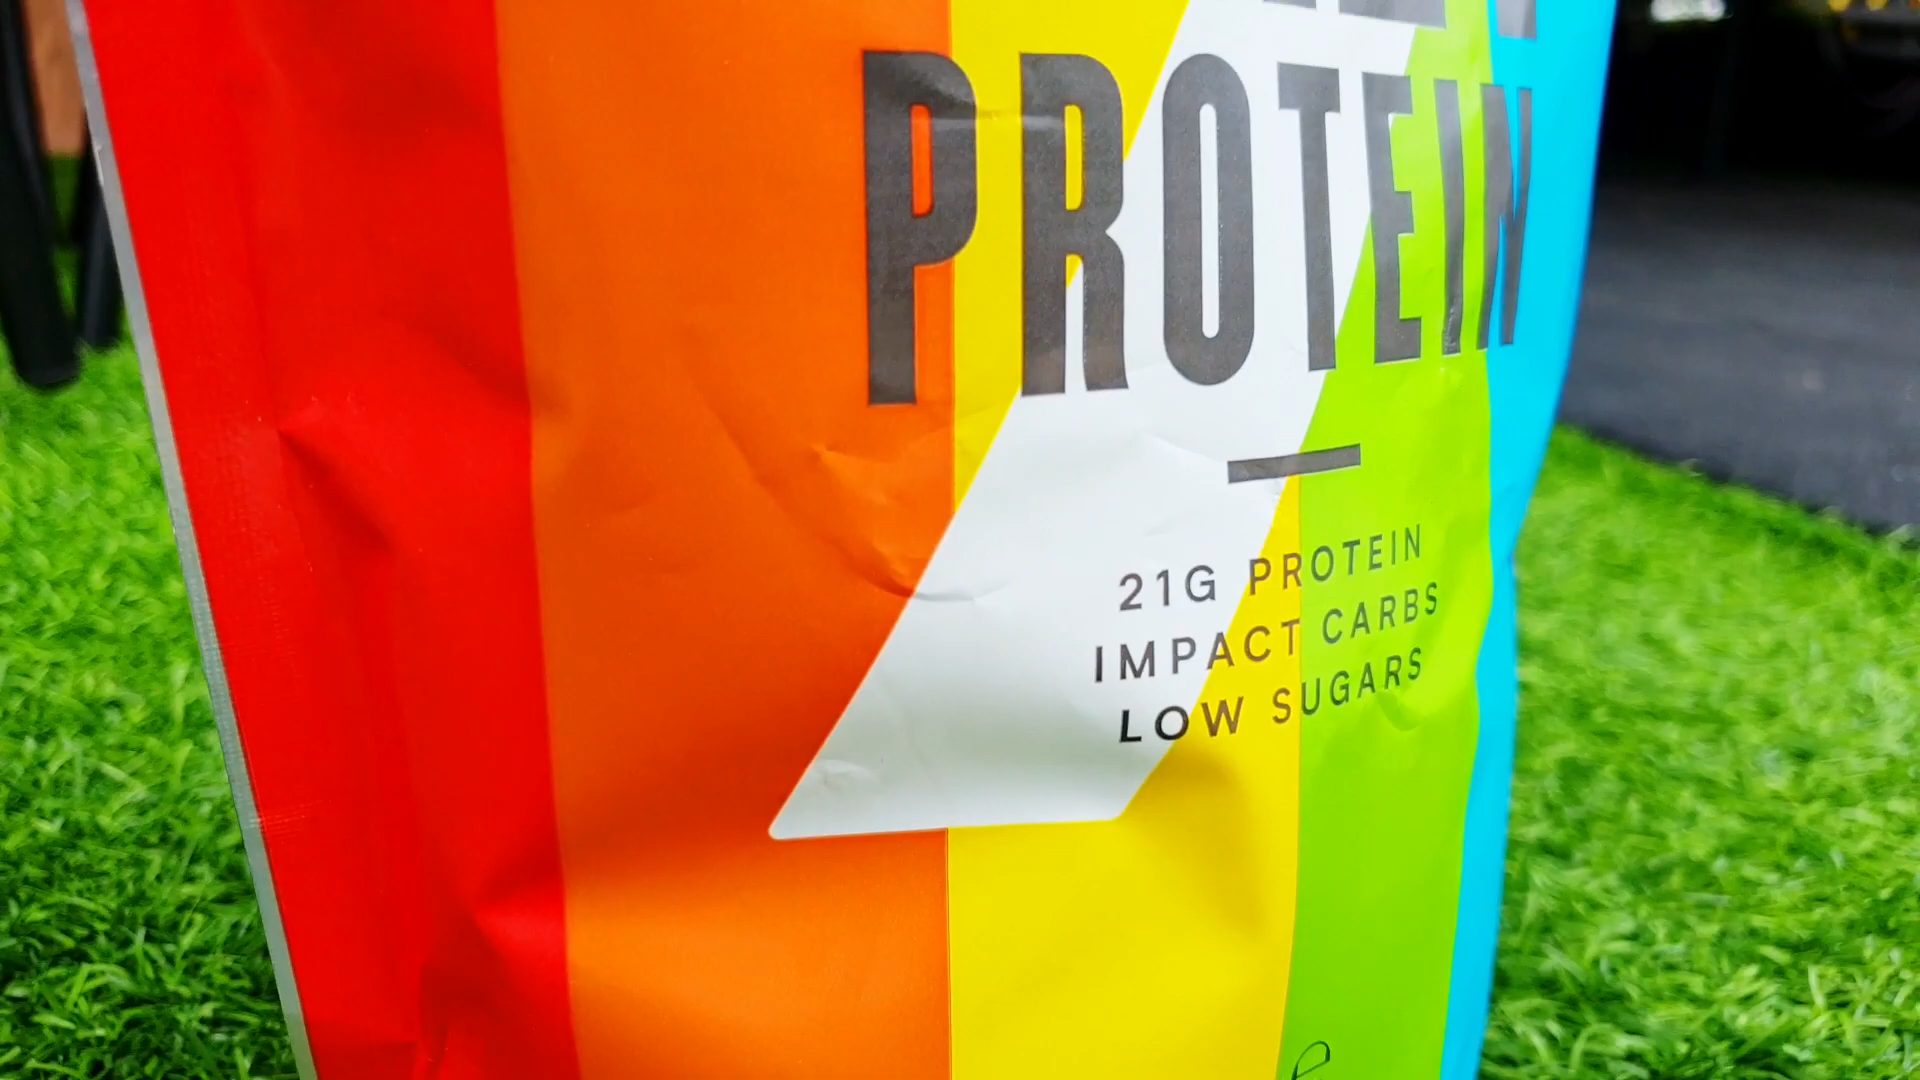 PROTEIN
21G PROTEIN
IMPACT CARBS
LOW SUGARS